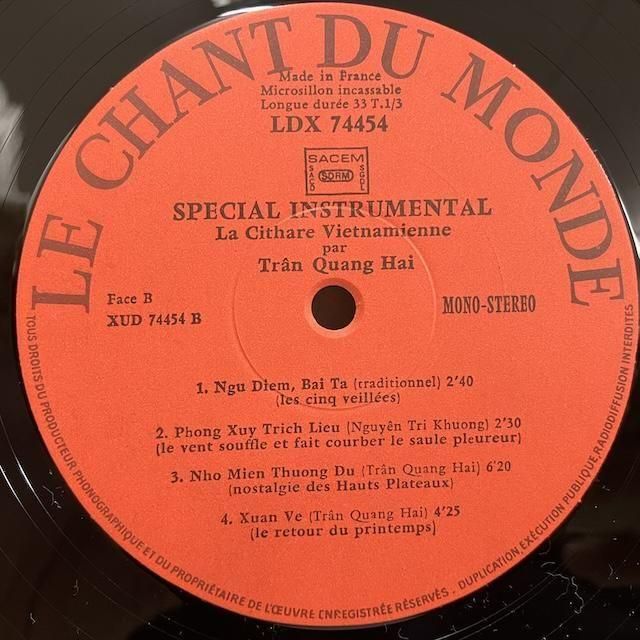 LE CHANT DU MONDE
Made in France
Microsillon incassable
Longue durée 33 T.1/3
LDX 74454
SACEM
SACD SDRM SGDL
SPECIAL INSTRUMENTAL
La Cithare Vietnamienne
par
Trân Quang Hai
Face B
XUD 74454 B
MONO-STEREO
1. Ngu Diem, Bai Ta (traditionnel) 2'40
(les cinq veillées)
2. Phong Xuy Trich Lieu (Nguyên Tri Khuong) 2'30
(le vent souffle et fait courber le saule pleureur)
3. Nho Mien Thuong Du (Trân Quang Hai) 6'20
(nostalgie des Hauts Plateaux)
4. Xuan Ve (Trân Quang Hai) 4'25
(le retour du printemps)
TOUS DROITS DU PRODUCTEUR PHONOGRAPHIQUE ET DU PROPRIÉTAIRE DE L'ŒUVRE ENREGISTRÉE RÉSERVÉS. DUPLICATION, EXÉCUTION PUBLIQUE, RADIODIFFUSION INTERDITES